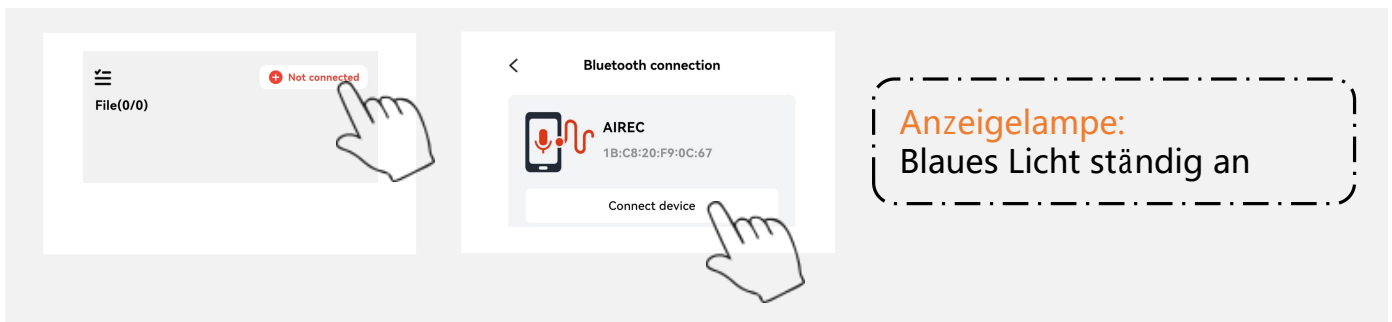 Not connected
File(0/0)
Bluetooth connection
AIREC
1B:C8:20:F9:0C:67
Connect device
Anzeigelampe:
Blaues Licht ständig an